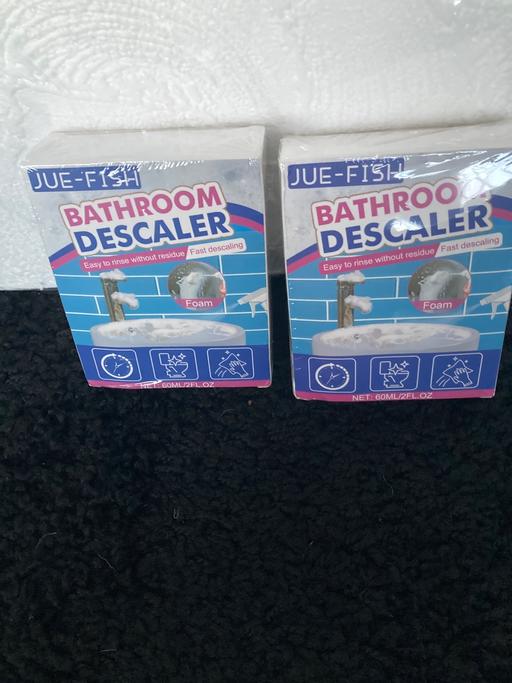 JUE-FISH
BATHROOM
DESCALER
Easy to rinse without residue
Fast descaling
Foam
NET: 60ML/2FL.OZ
JUE-FISH
BATHROO
DESCALER
Easy to rinse without residue
Fast descaling
Foam
NET: 60ML/2FL.OZ